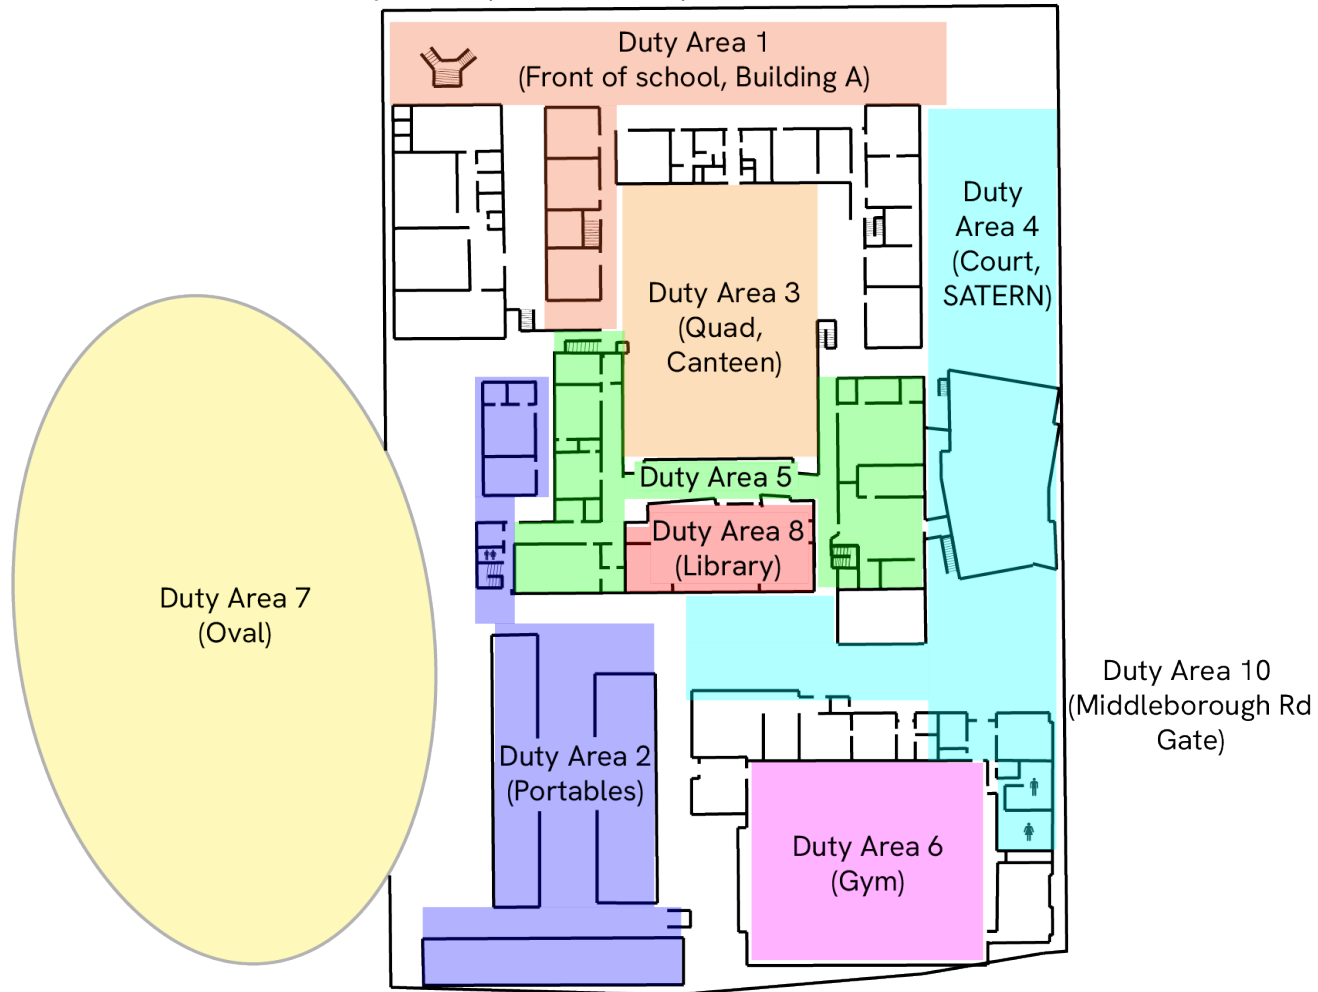 Duty Area 1
(Front of school, Building A)
Duty
Area 4
(Court,
SATERN)
Duty Area 3
(Quad,
Canteen)
Duty Area 5
Duty Area 8
(Library)
Duty Area 7
(Oval)
Duty Area 10
(Middleborough Rd
Gate)
Duty Area 2
(Portables)
Duty Area 6
(Gym)